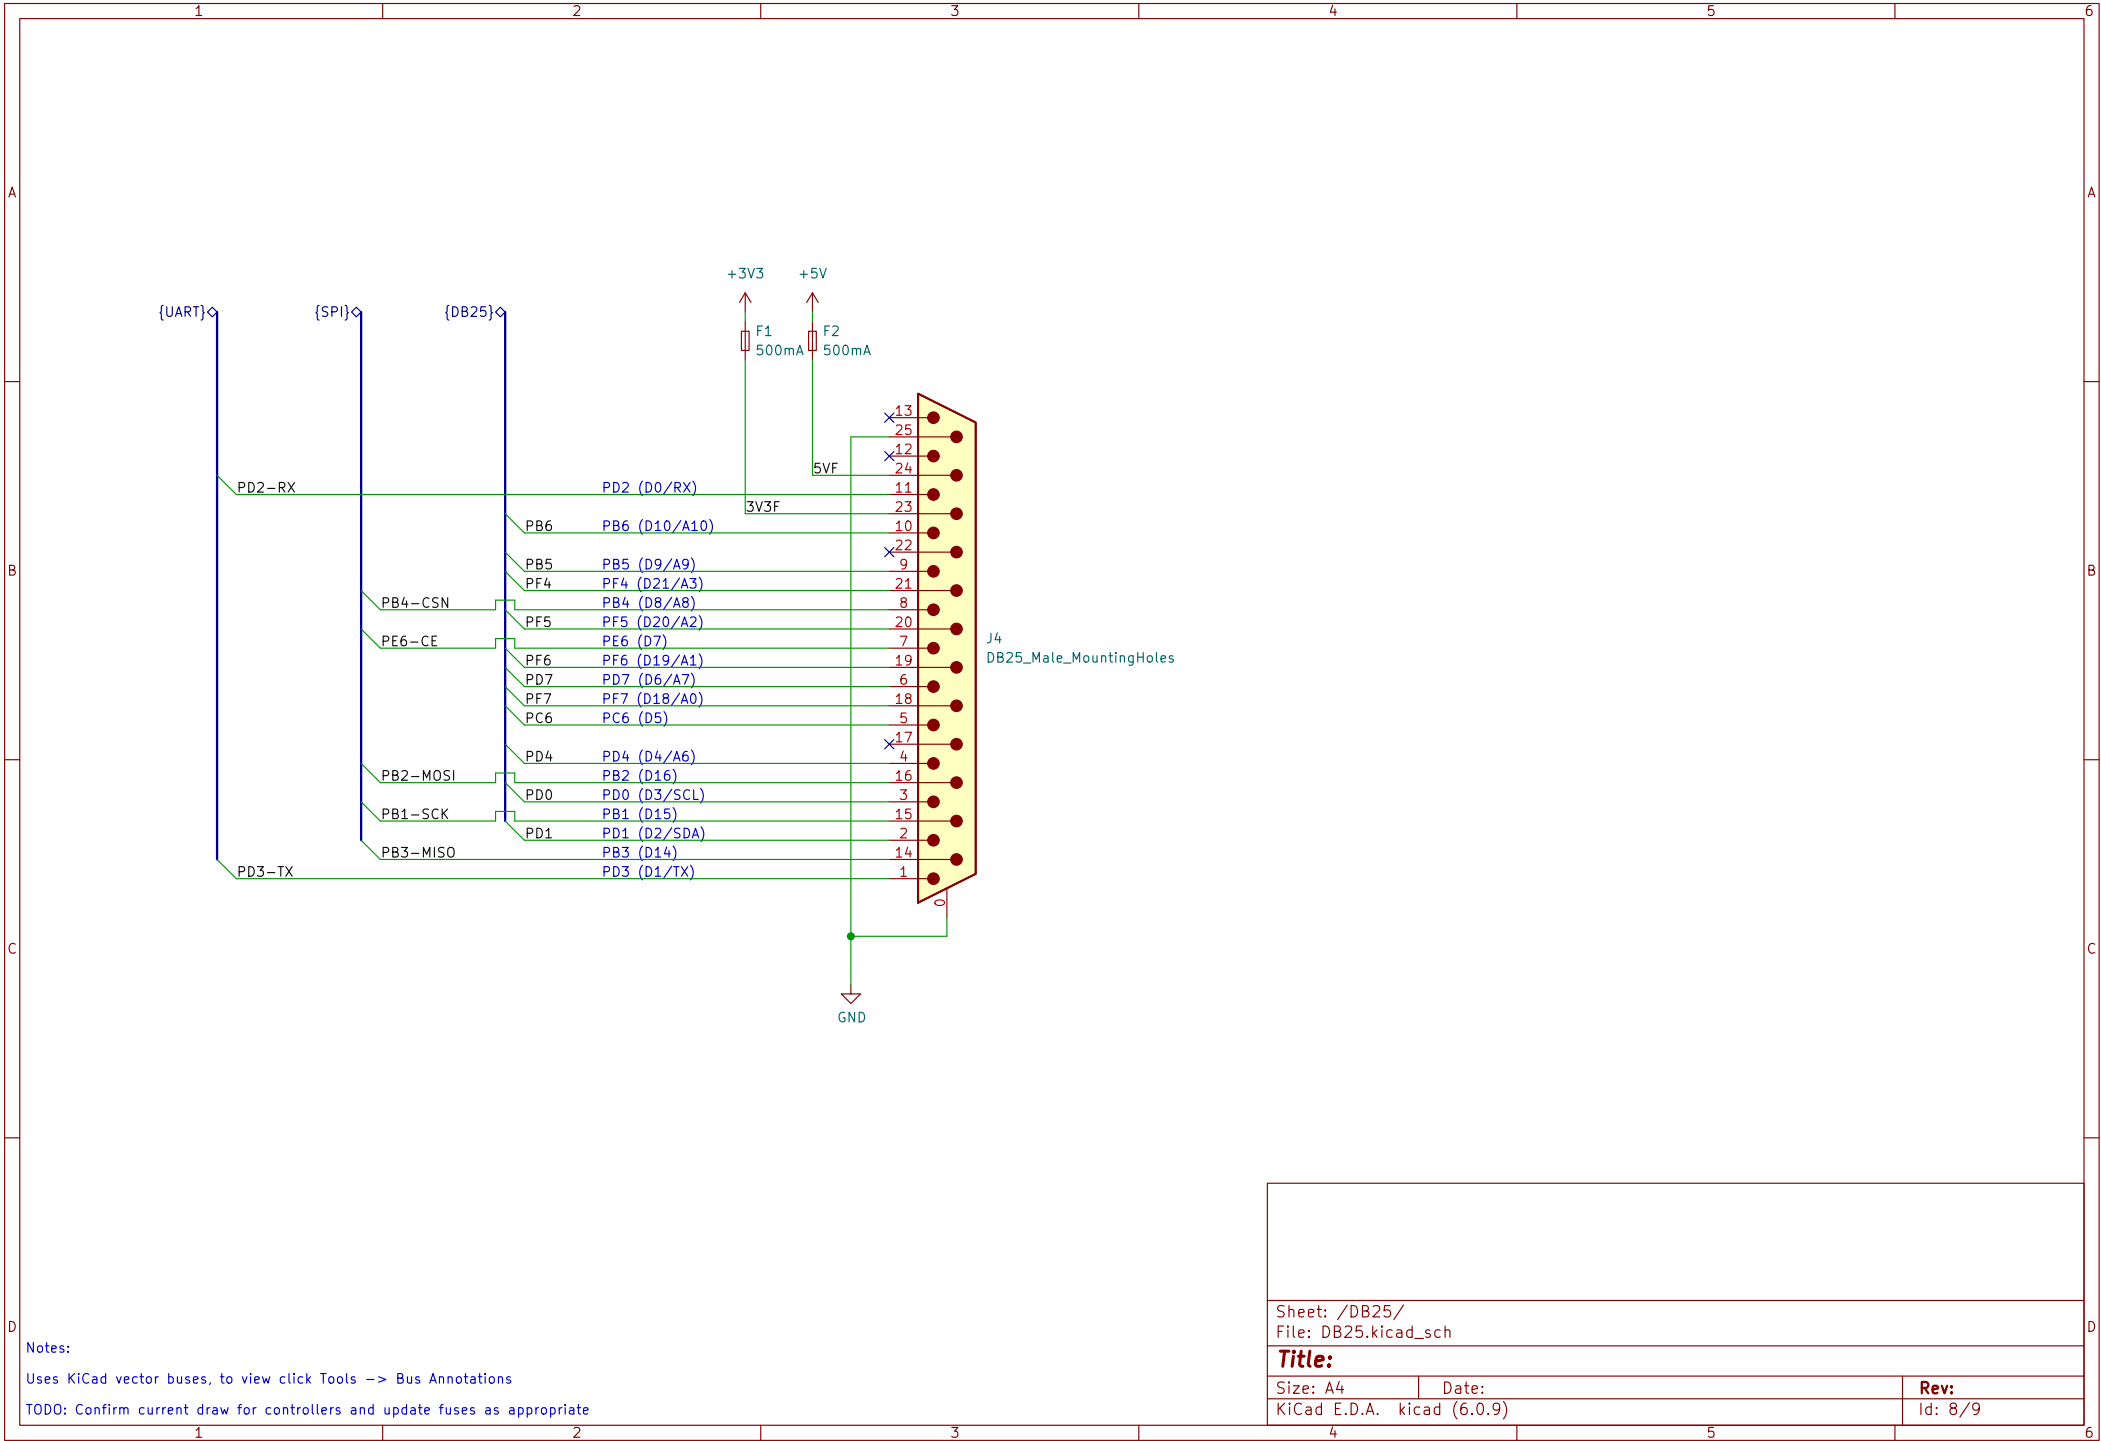 1 2 3 4 5 6
A A
+3V3 +5V
{UART} {SPI} {DB25}
F1 F2
500mA 500mA
13
25
12
5VF 24
PD2-RX PD2 (D0/RX) 11
3V3F 23
PB6 PB6 (D10/A10) 10
22
PB5 PB5 (D9/A9) 9
B B
PF4 PF4 (D21/A3) 21
PB4-CSN PB4 (D8/A8) 8
PF5 PF5 (D20/A2) 20
PE6-CE PE6 (D7) 7
J4
DB25_Male_MountingHoles
PF6 PF6 (D19/A1) 19
PD7 PD7 (D6/A7) 6
PF7 PF7 (D18/A0) 18
PC6 PC6 (D5) 5
17
PD4 PD4 (D4/A6) 4
PB2-MOSI PB2 (D16) 16
PD0 PD0 (D3/SCL) 3
PB1-SCK PB1 (D15) 15
PD1 PD1 (D2/SDA) 2
PB3-MISO PB3 (D14) 14
PD3-TX PD3 (D1/TX) 1
0
C C
GND
Sheet: /DB25/
File: DB25.kicad_sch
D D
Notes:
Title:
Uses KiCad vector buses, to view click Tools -> Bus Annotations
Size: A4 Date: Rev:
TODO: Confirm current draw for controllers and update fuses as appropriate
KiCad E.D.A. kicad (6.0.9) Id: 8/9
1 2 3 4 5 6